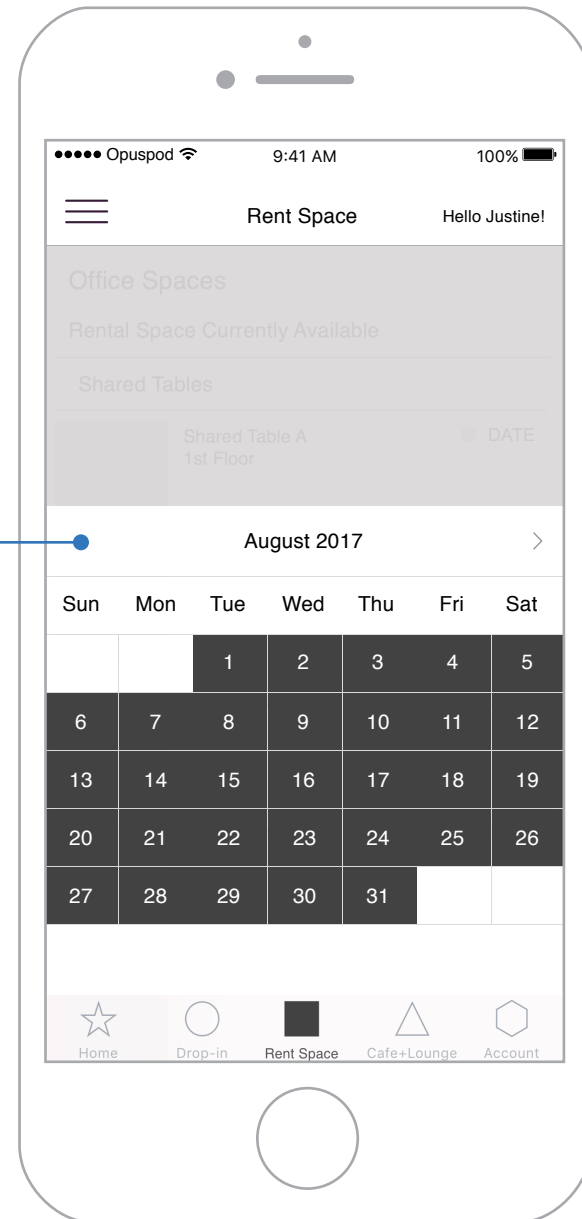 Opuspod 9:41 AM 100%
Rent Space Hello Justine!
Office Spaces
Rental Space Currently Available
Shared Tables
Shared Table A DATE
1st Floor
August 2017
Sun Mon Tue Wed Thu Fri Sat
1 2 3 4 5
6 7 8 9 10 11 12
13 14 15 16 17 18 19
20 21 22 23 24 25 26
27 28 29 30 31
Home Drop-in Rent Space Cafe+Lounge Account